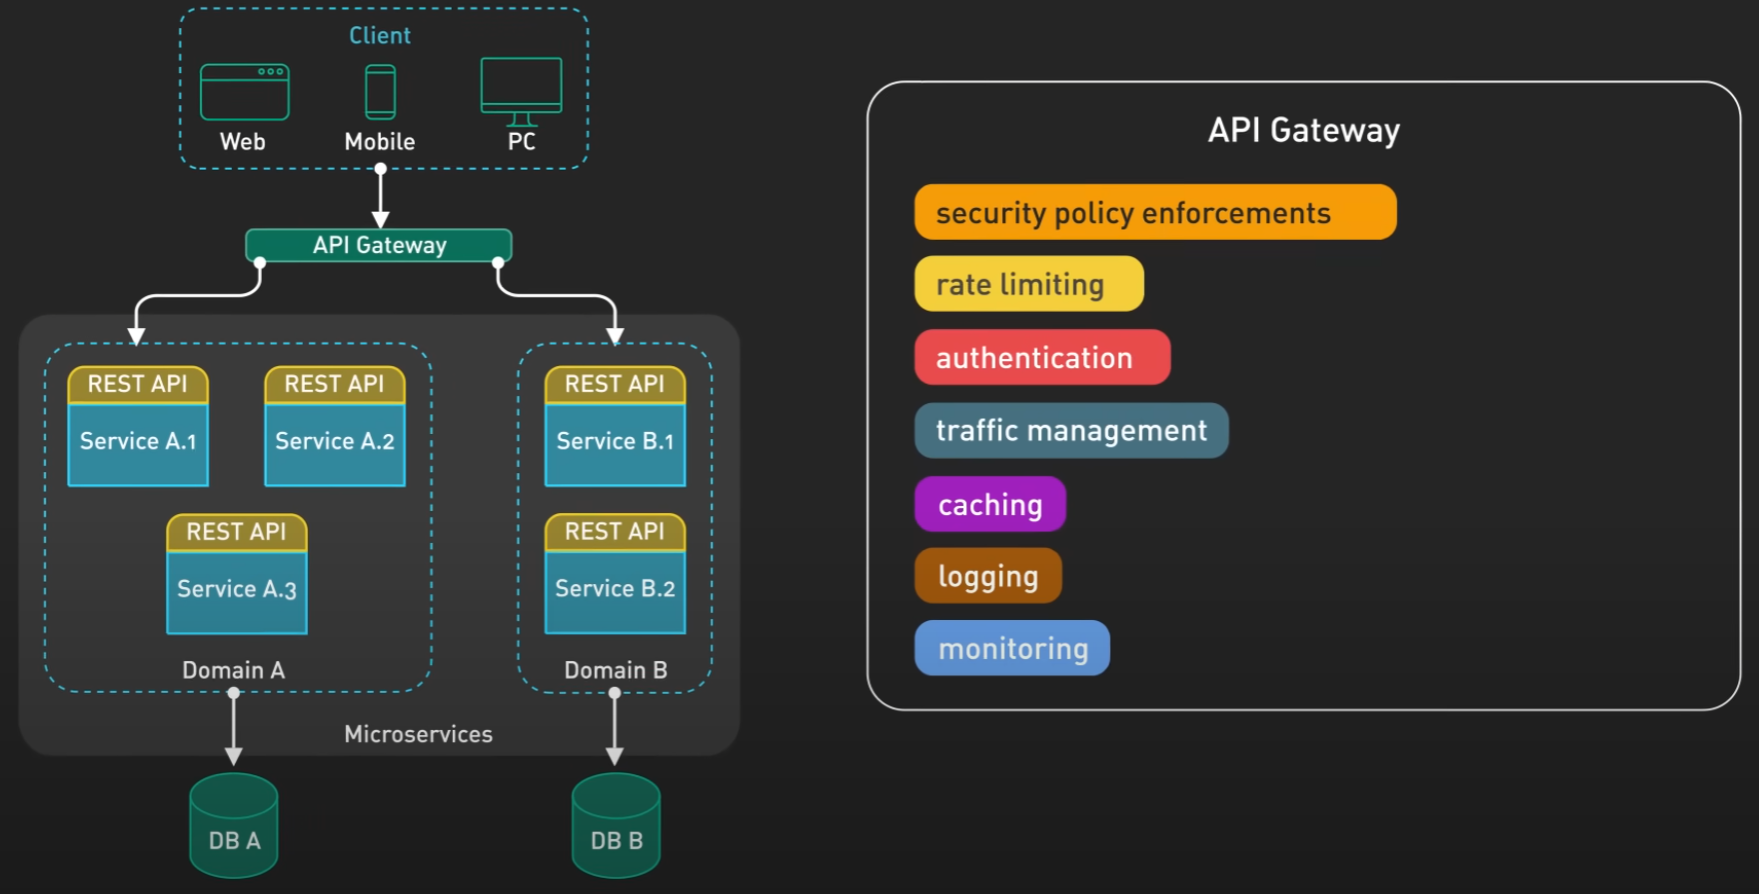 Client
Web
Mobile
PC
API Gateway
REST API
Service A.1
REST API
Service A.2
REST API
Service A.3
Domain A
REST API
Service B.1
REST API
Service B.2
Domain B
Microservices
DB A
DB B
API Gateway
security policy enforcements
rate limiting
authentication
traffic management
caching
logging
monitoring